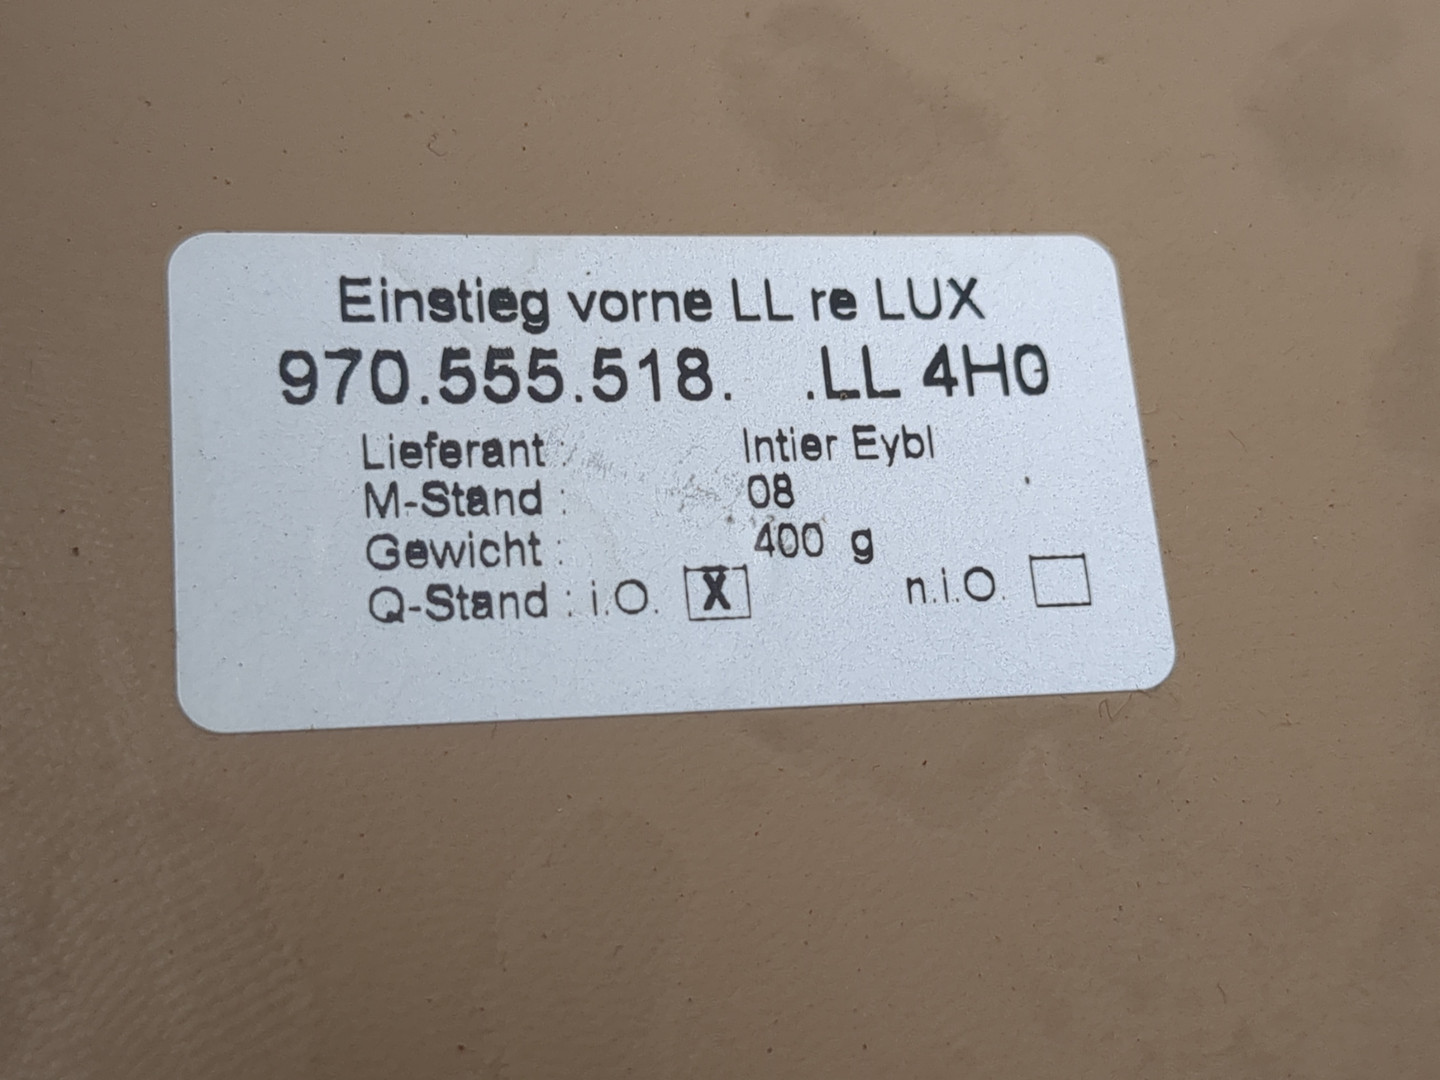 Einstieg vorne LL re LUX
970.555.518. .LL 4H0
Lieferant : Intier Eybl
M-Stand : 08
Gewicht : 400 g
Q-Stand : i.O. X n.i.O.